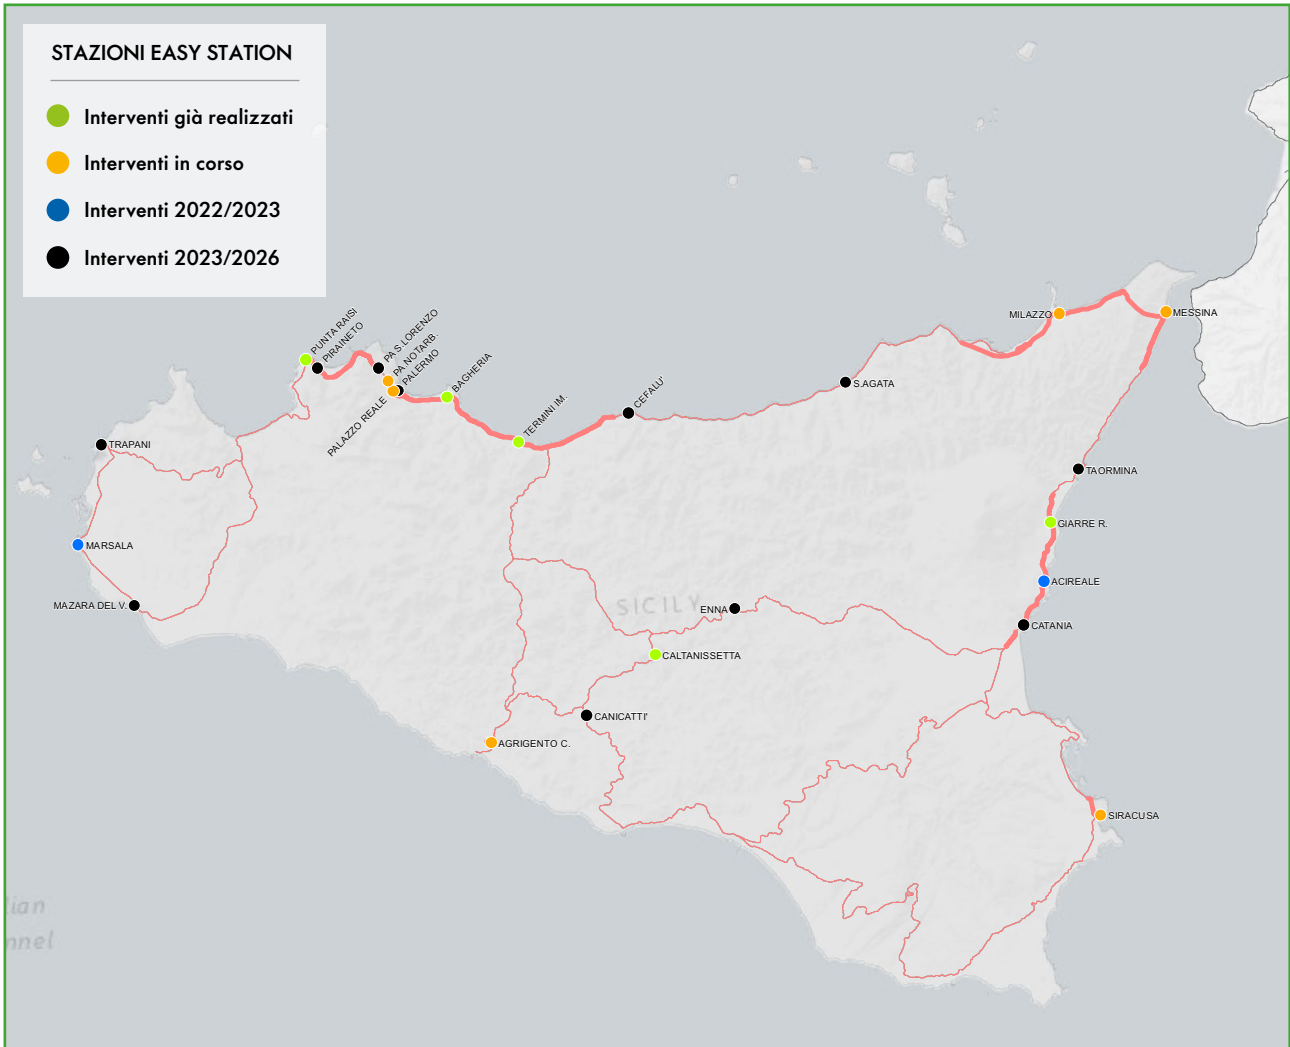 STAZIONI EASY STATION
Interventi già realizzati
Interventi in corso
Interventi 2022/2023
Interventi 2023/2026
PUNTA RAISI
PIRAINETO
PA S.LORENZO
PA NOTARB.
PALERMO
PALAZZO REALE
BAGHERIA
TERMINI IM.
CEFALU'
S.AGATA
MILAZZO
MESSINA
TRAPANI
TAORMINA
MARSALA
GIARRE R.
MAZARA DEL V.
ACIREALE
SICILY
ENNA
CATANIA
CALTANISSETTA
CANICATTI'
AGRIGENTO C.
SIRACUSA
lian
nnel